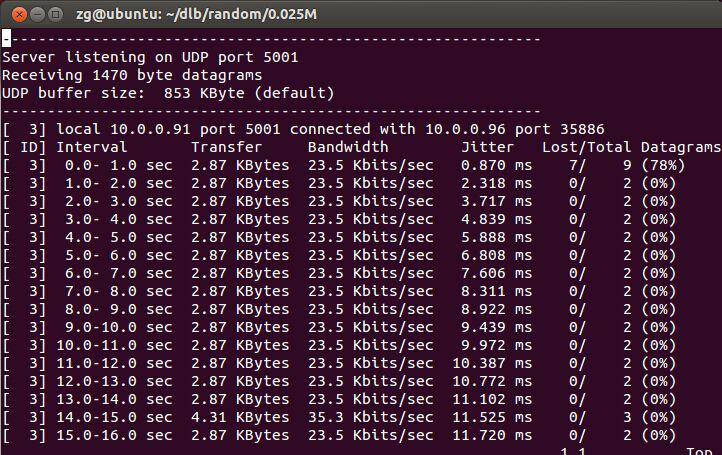 zg@ubuntu: ~/dlb/random/0.025M
------------------------------------------------------------
Server listening on UDP port 5001
Receiving 1470 byte datagrams
UDP buffer size:  853 KByte (default)
------------------------------------------------------------
[  3] local 10.0.0.91 port 5001 connected with 10.0.0.96 port 35886
[ ID] Interval       Transfer     Bandwidth        Jitter   Lost/Total Datagrams
[  3]  0.0- 1.0 sec  2.87 KBytes  23.5 Kbits/sec   0.870 ms    7/    9 (78%)
[  3]  1.0- 2.0 sec  2.87 KBytes  23.5 Kbits/sec   2.318 ms    0/    2 (0%)
[  3]  2.0- 3.0 sec  2.87 KBytes  23.5 Kbits/sec   3.717 ms    0/    2 (0%)
[  3]  3.0- 4.0 sec  2.87 KBytes  23.5 Kbits/sec   4.839 ms    0/    2 (0%)
[  3]  4.0- 5.0 sec  2.87 KBytes  23.5 Kbits/sec   5.888 ms    0/    2 (0%)
[  3]  5.0- 6.0 sec  2.87 KBytes  23.5 Kbits/sec   6.808 ms    0/    2 (0%)
[  3]  6.0- 7.0 sec  2.87 KBytes  23.5 Kbits/sec   7.606 ms    0/    2 (0%)
[  3]  7.0- 8.0 sec  2.87 KBytes  23.5 Kbits/sec   8.311 ms    0/    2 (0%)
[  3]  8.0- 9.0 sec  2.87 KBytes  23.5 Kbits/sec   8.922 ms    0/    2 (0%)
[  3]  9.0-10.0 sec  2.87 KBytes  23.5 Kbits/sec   9.439 ms    0/    2 (0%)
[  3] 10.0-11.0 sec  2.87 KBytes  23.5 Kbits/sec   9.972 ms    0/    2 (0%)
[  3] 11.0-12.0 sec  2.87 KBytes  23.5 Kbits/sec  10.387 ms    0/    2 (0%)
[  3] 12.0-13.0 sec  2.87 KBytes  23.5 Kbits/sec  10.772 ms    0/    2 (0%)
[  3] 13.0-14.0 sec  2.87 KBytes  23.5 Kbits/sec  11.102 ms    0/    2 (0%)
[  3] 14.0-15.0 sec  4.31 KBytes  35.3 Kbits/sec  11.525 ms    0/    3 (0%)
[  3] 15.0-16.0 sec  2.87 KBytes  23.5 Kbits/sec  11.720 ms    0/    2 (0%)
1,1           Top